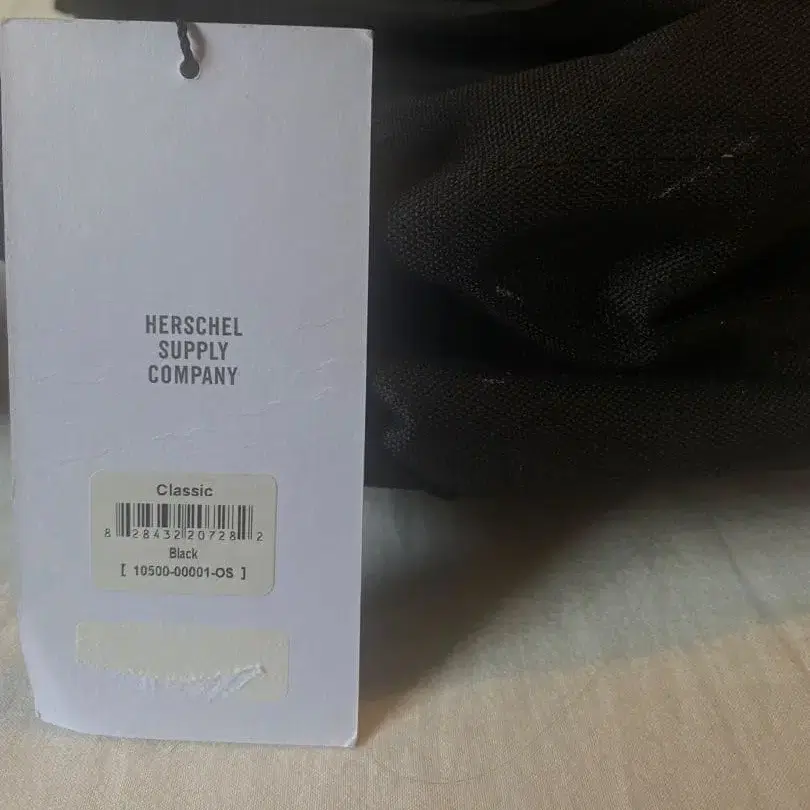 HERSCHEL
SUPPLY
COMPANY
Classic
8 28432 20728 2
Black
[ 10500-00001-OS ]